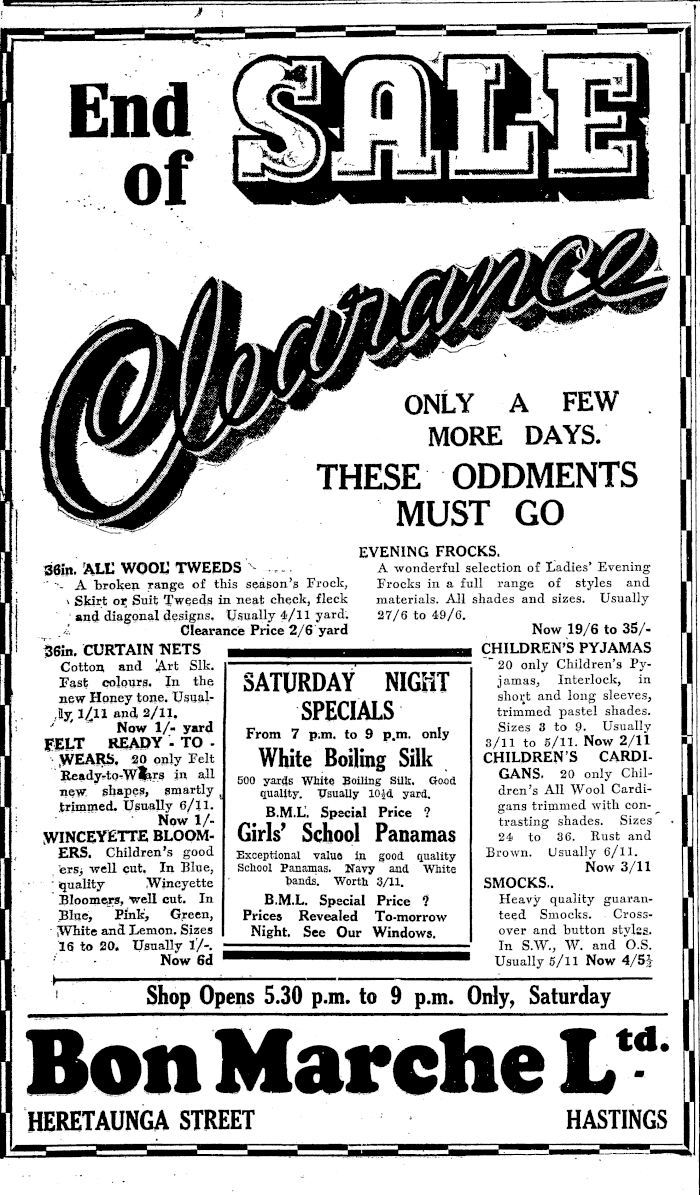 End
of
SALE
Clearance
ONLY A FEW
MORE DAYS.
THESE ODDMENTS
MUST GO
36in. ALL WOOL TWEEDS
A broken range of this season's Frock,
Skirt or Suit Tweeds in neat check, fleck
and diagonal designs. Usually 4/11 yard.
Clearance Price 2/6 yard
EVENING FROCKS.
A wonderful selection of Ladies' Evening
Frocks in a full range of styles and
materials. All shades and sizes. Usually
27/6 to 49/6.
Now 19/6 to 35/-
36in. CURTAIN NETS
Cotton and Art Slk.
Fast colours. In the
new Honey tone. Usual-
ly, 1/11 and 2/11.
Now 1/- yard
FELT READY - TO -
WEARS. 20 only Felt
Ready-to-Wears in all
new shapes, smartly
trimmed. Usually 6/11.
Now 1/-
WINCEYETTE BLOOM-
ERS. Children's good
ers; well cut. In Blue,
quality Wincyette
Bloomers, well cut. In
Blue, Pink, Green,
White and Lemon. Sizes
16 to 20. Usually 1/-.
Now 6d
SATURDAY NIGHT
SPECIALS
From 7 p.m. to 9 p.m. only
White Boiling Silk
500 yards White Boiling Silk. Good
quality. Usually 10½d yard.
B.M.L. Special Price ?
Girls' School Panamas
Exceptional value in good quality
School Panamas. Navy and White
bands. Worth 3/11.
B.M.L. Special Price ?
Prices Revealed To-morrow
Night. See Our Windows.
CHILDREN'S PYJAMAS
20 only Children's Py-
jamas, Interlock, in
short and long sleeves,
trimmed pastel shades.
Sizes 3 to 9. Usually
3/11 to 5/11. Now 2/11
CHILDREN'S CARDI-
GANS. 20 only Chil-
dren's All Wool Cardi-
gans trimmed with con-
trasting shades. Sizes
24 to 36. Rust and
Brown. Usually 6/11.
Now 3/11
SMOCKS..
Heavy quality guaran-
teed Smocks. Cross-
over and button styles.
In S.W., W. and O.S.
Usually 5/11 Now 4/5½
Shop Opens 5.30 p.m. to 9 p.m. Only, Saturday
Bon Marche Ltd.
HERETAUNGA STREET HASTINGS